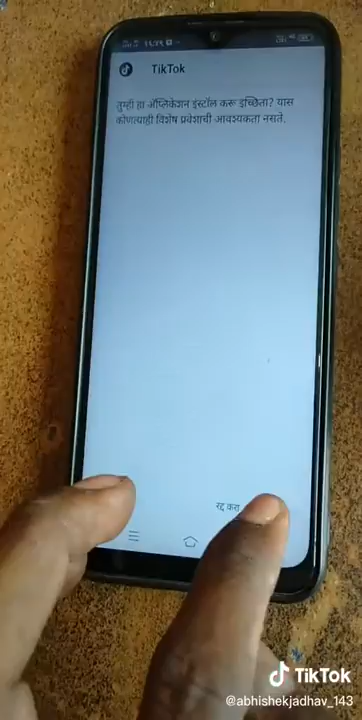 TikTok
तुम्ही हा ॲप्लिकेशन इंस्टॉल करू इच्छिता? यास
कोणत्याही विशेष प्रवेशाची आवश्यकता नसते.
रद्द करा
TikTok
@abhishekjadhav_143